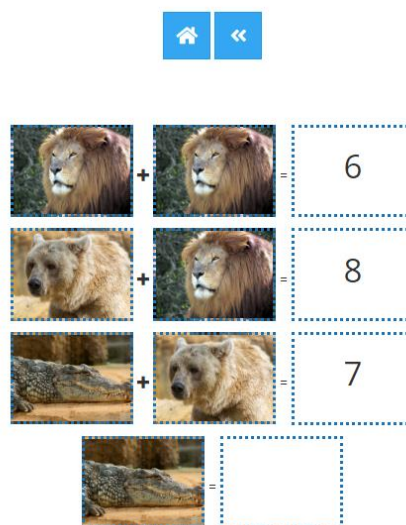 + = 6
+ = 8
+ = 7
=